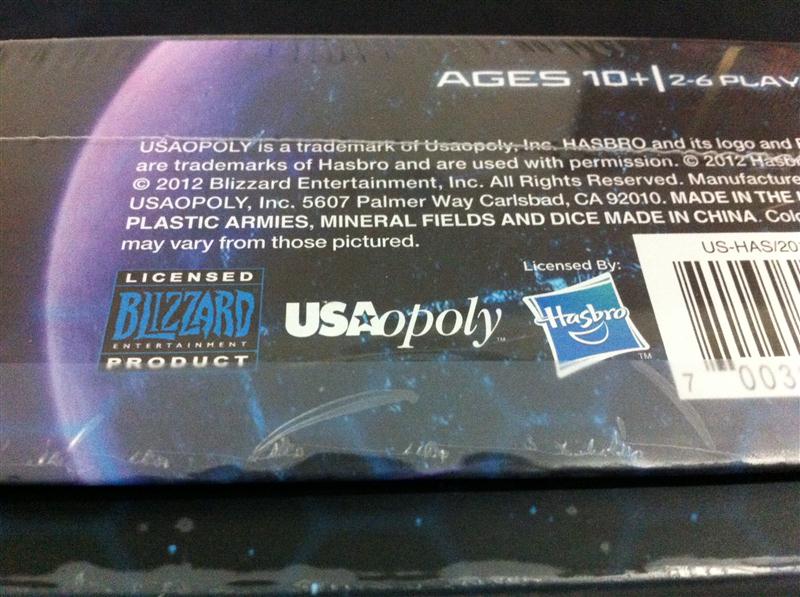 AGES 10+ | 2-6 PLAY
USAOPOLY is a trademark of Usaopoly, Inc. HASBRO and its logo and
are trademarks of Hasbro and are used with permission. © 2012 Hasbro
© 2012 Blizzard Entertainment, Inc. All Rights Reserved. Manufacture
USAOPOLY, Inc. 5607 Palmer Way Carlsbad, CA 92010. MADE IN THE
PLASTIC ARMIES, MINERAL FIELDS AND DICE MADE IN CHINA. Colo
may vary from those pictured.
LICENSED
BLIZZARD
ENTERTAINMENT
PRODUCT
USAopoly™
Licensed By:
Hasbro
TM
US-HAS/20
7 003